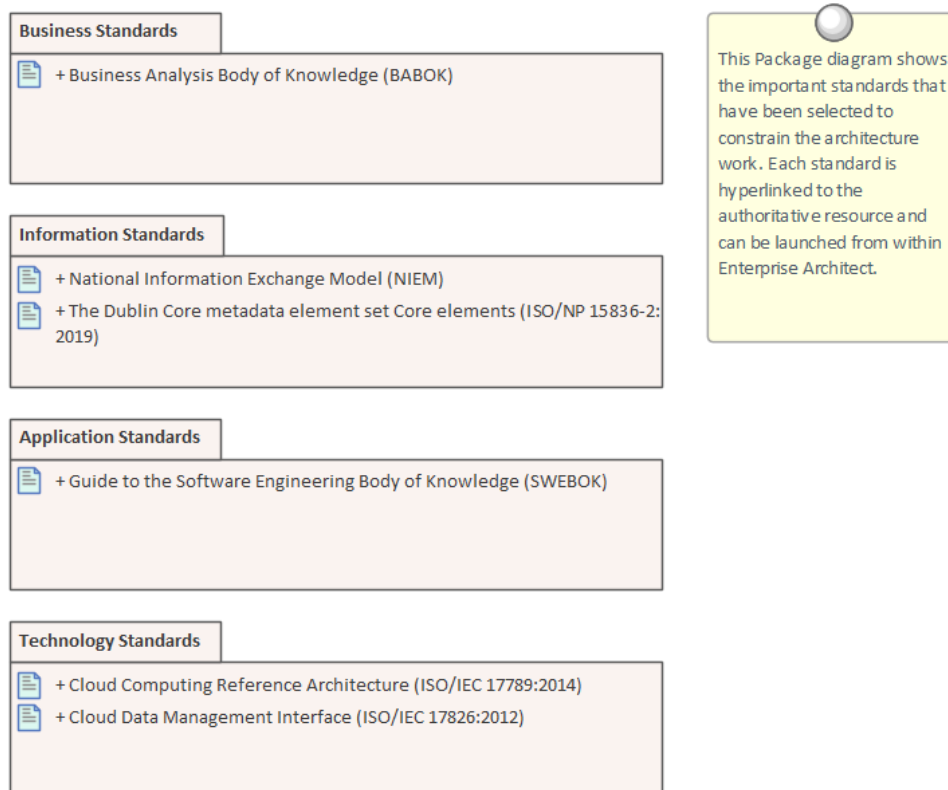 Business Standards
+ Business Analysis Body of Knowledge (BABOK)
Information Standards
+ National Information Exchange Model (NIEM)
+ The Dublin Core metadata element set Core elements (ISO/NP 15836-2:
2019)
Application Standards
+ Guide to the Software Engineering Body of Knowledge (SWEBOK)
Technology Standards
+ Cloud Computing Reference Architecture (ISO/IEC 17789:2014)
+ Cloud Data Management Interface (ISO/IEC 17826:2012)
This Package diagram shows
the important standards that
have been selected to
constrain the architecture
work. Each standard is
hyperlinked to the
authoritative resource and
can be launched from within
Enterprise Architect.